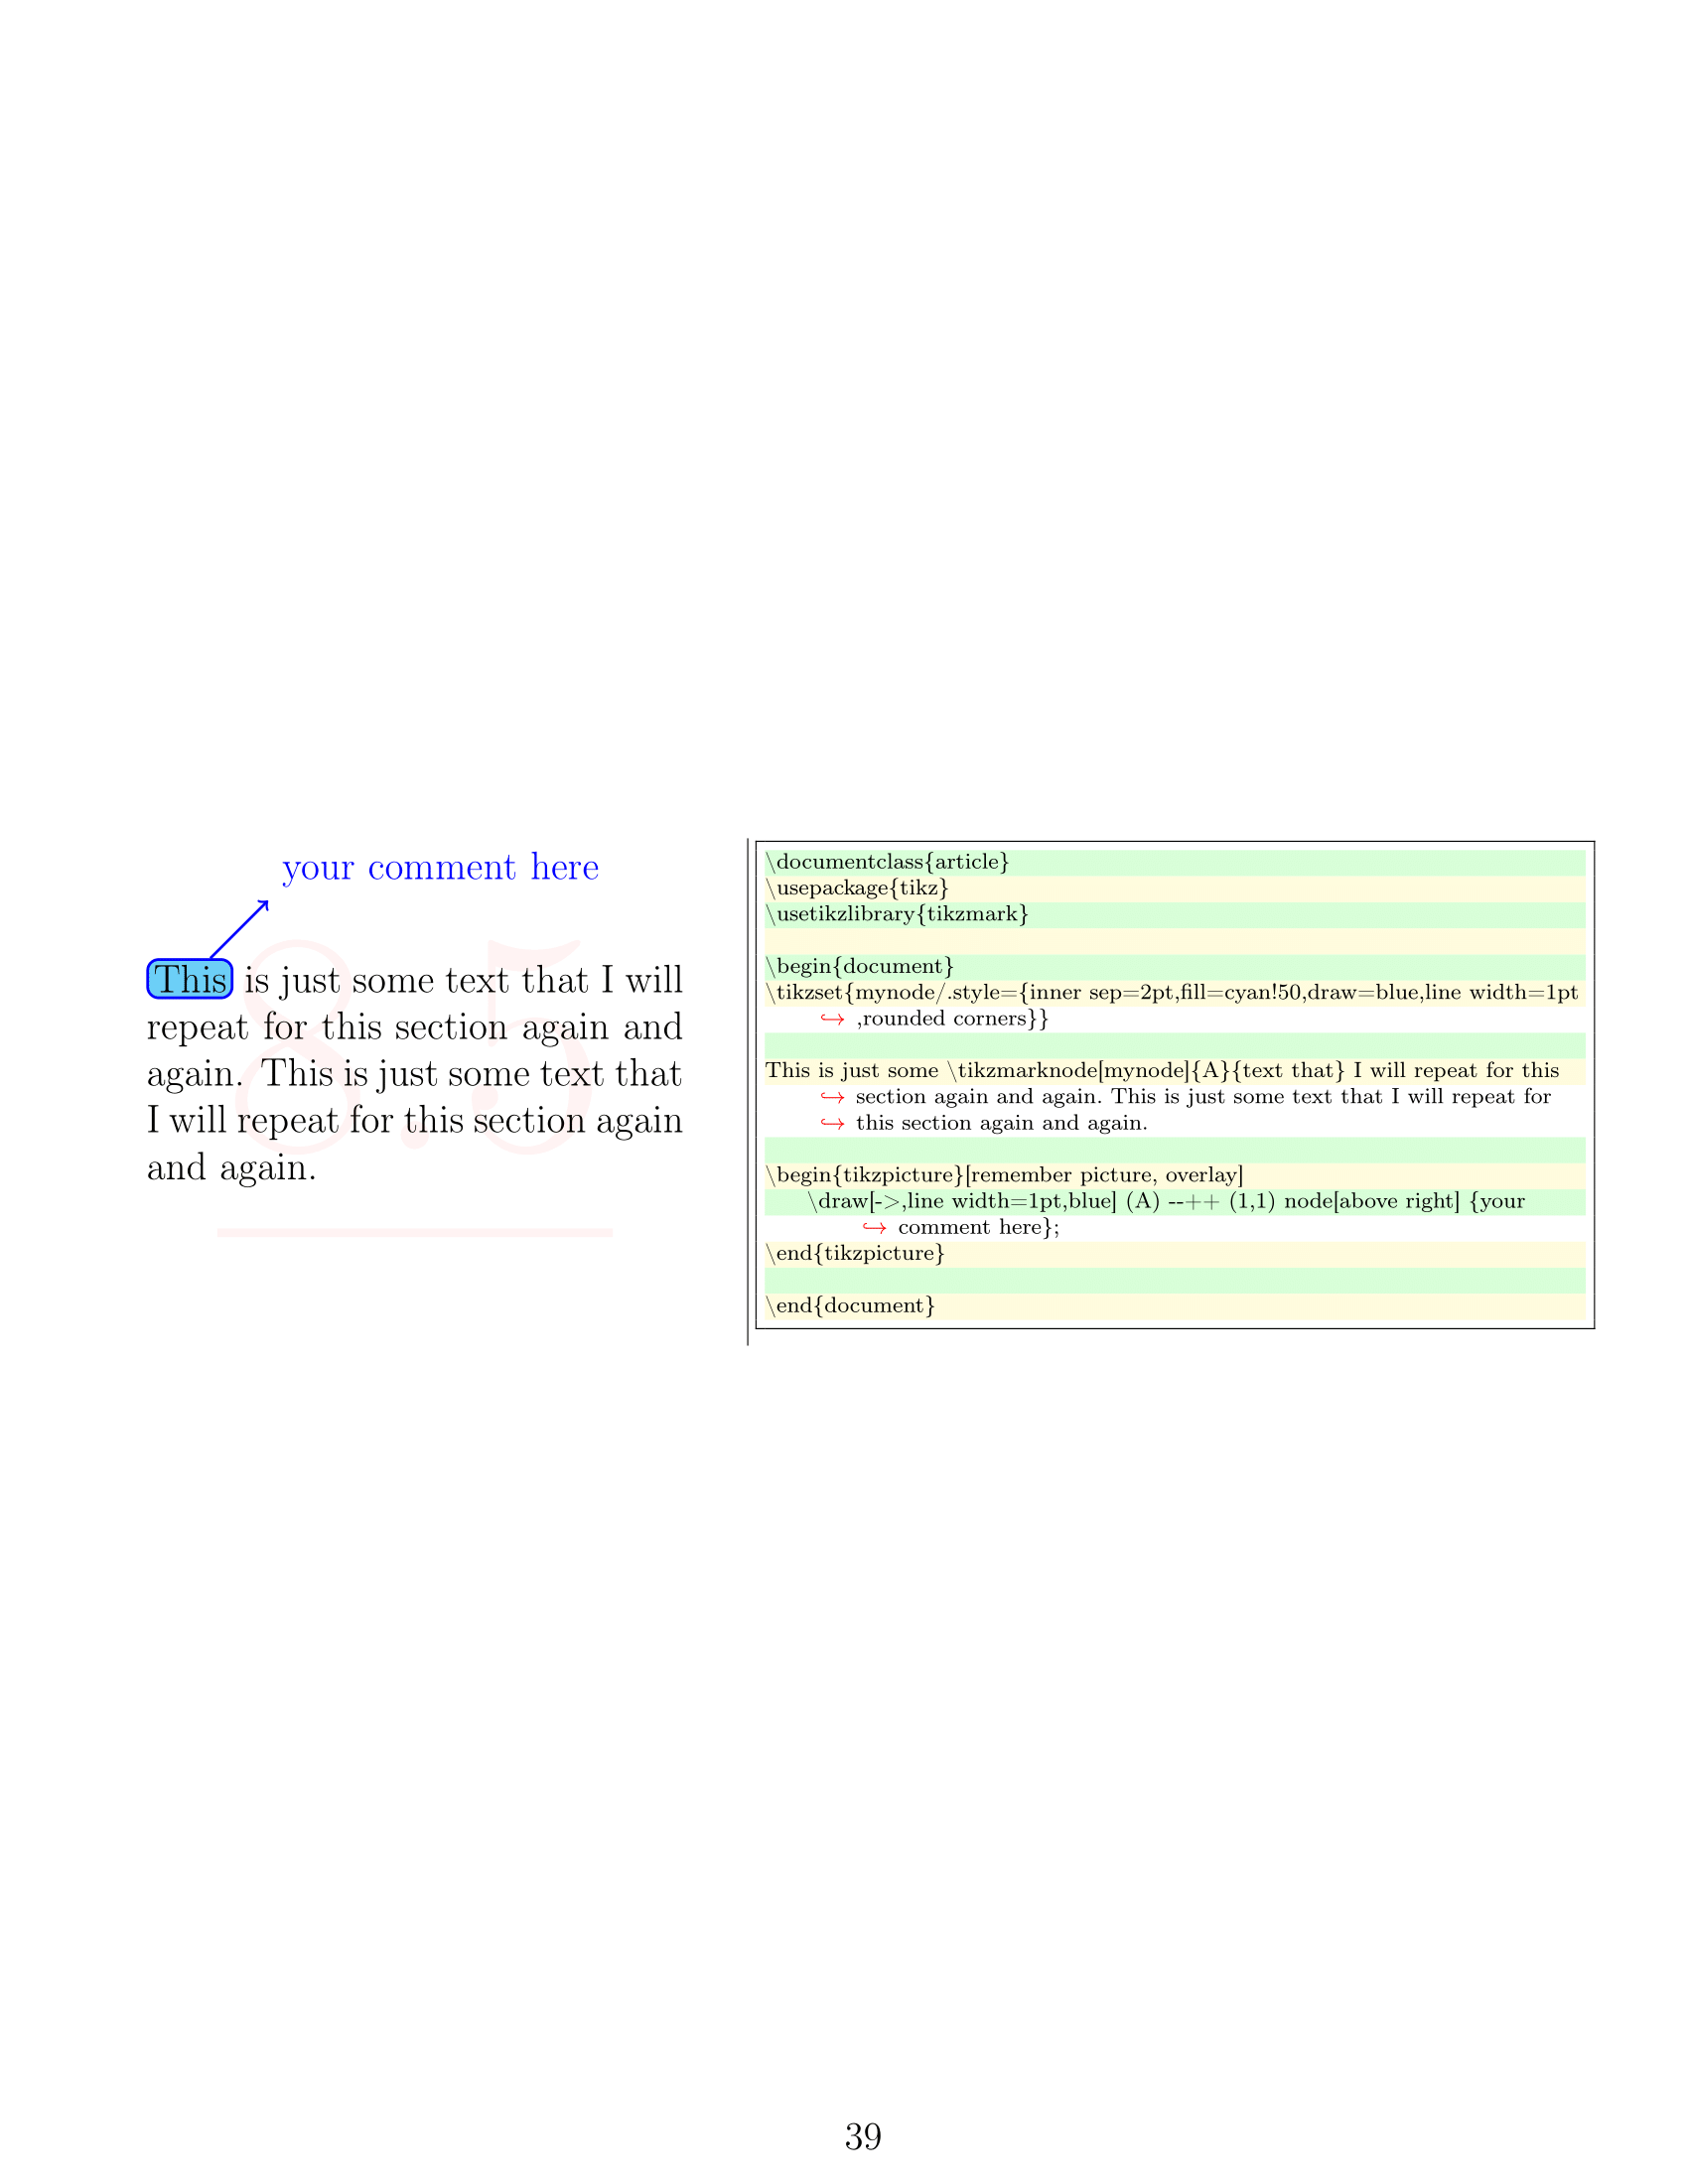 your comment here
This is just some text that I will
repeat for this section again and
again. This is just some text that
I will repeat for this section again
and again.
8.5
\documentclass{article}
\usepackage{tikz}
\usetikzlibrary{tikzmark}
\begin{document}
\tikzset{mynode/.style={inner sep=2pt,fill=cyan!50,draw=blue,line width=1pt
↪ ,rounded corners}}
This is just some \tikzmarknode[mynode]{A}{text that} I will repeat for this
↪ section again and again. This is just some text that I will repeat for
↪ this section again and again.
\begin{tikzpicture}[remember picture, overlay]
\draw[->,line width=1pt,blue] (A) --++ (1,1) node[above right] {your
↪ comment here};
\end{tikzpicture}
\end{document}
39